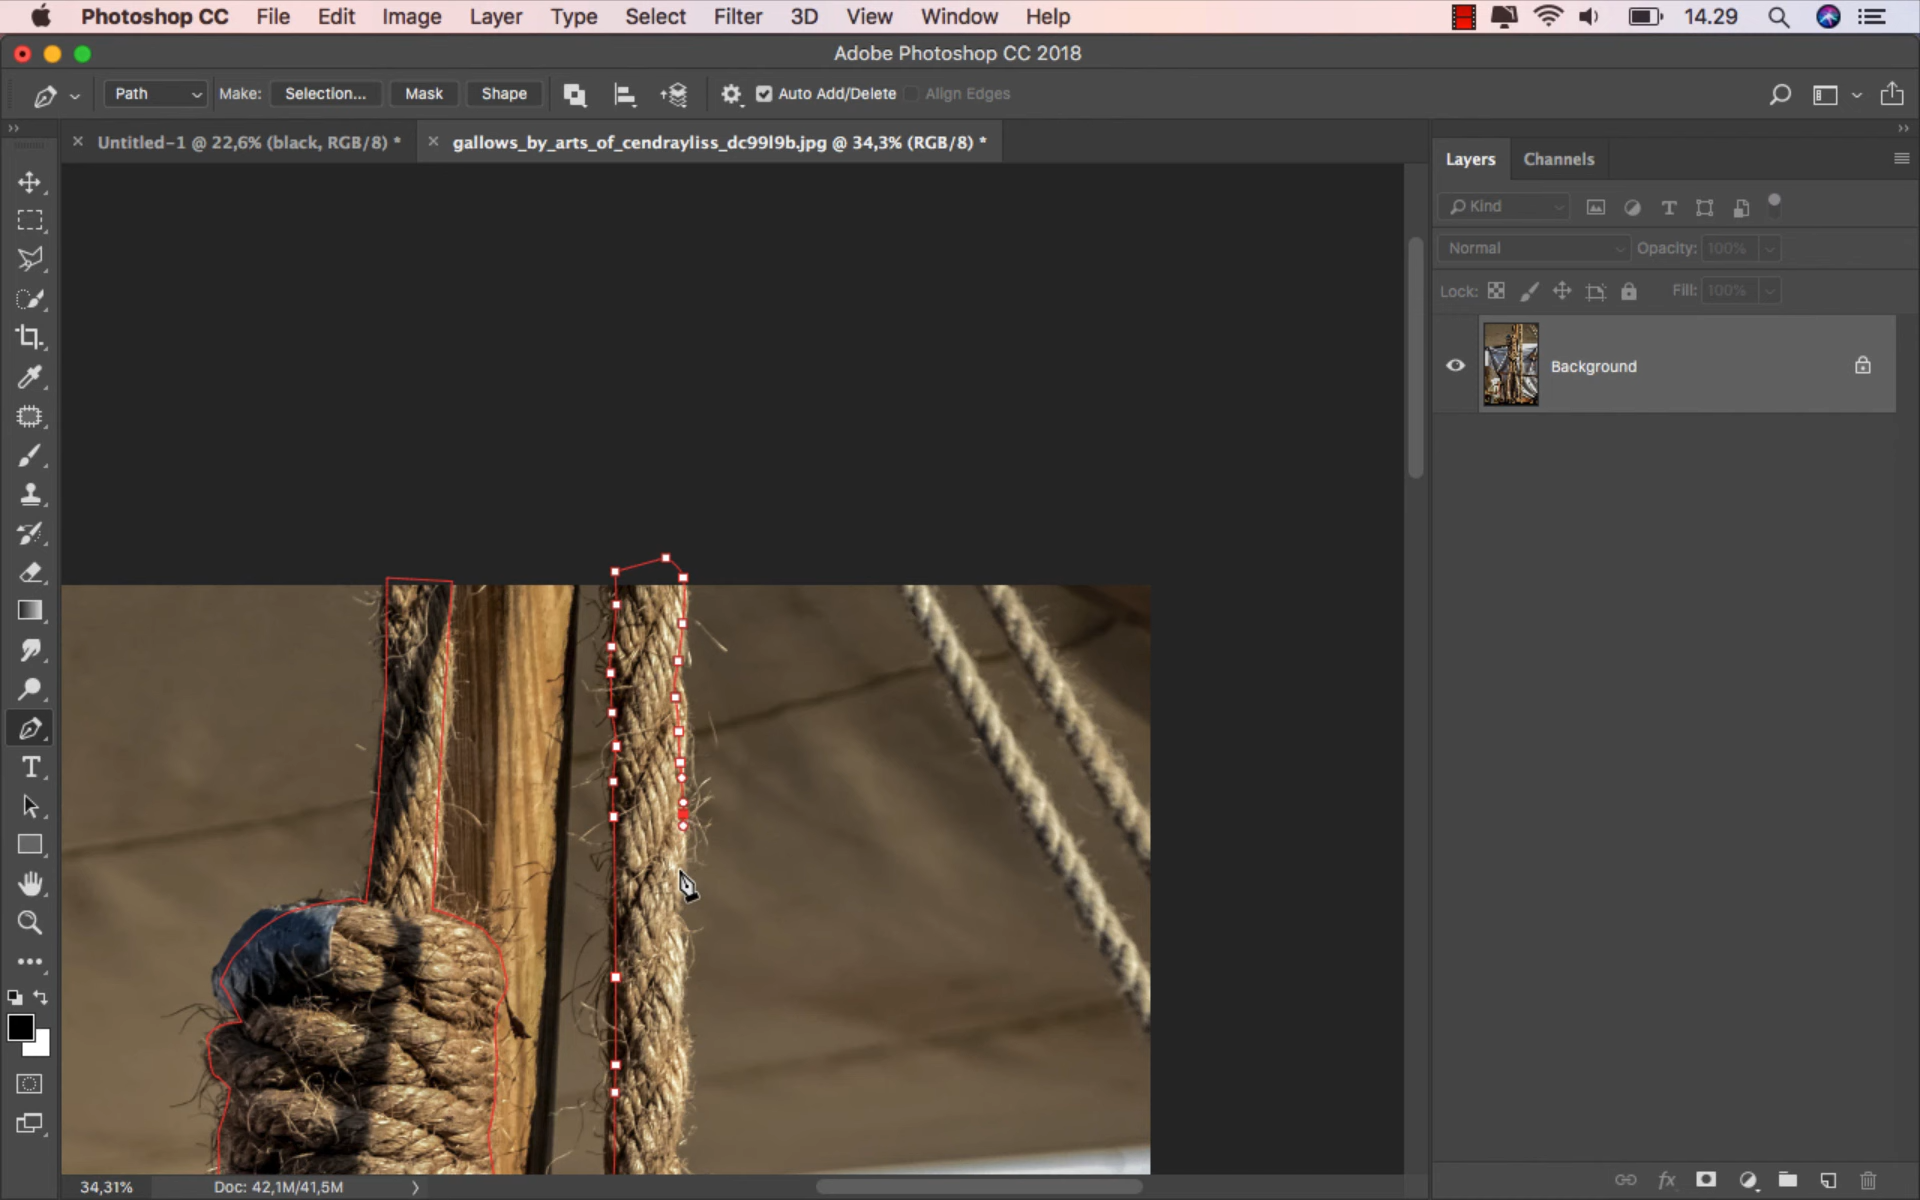 Photoshop CC File Edit Image Layer Type Select Filter 3D View Window Help 14.29
Adobe Photoshop CC 2018
Path Make: Selection... Mask Shape Auto Add/Delete Align Edges
Untitled-1 @ 22,6% (black, RGB/8) * gallows_by_arts_of_cendrayliss_dc99l9b.jpg @ 34,3% (RGB/8) *
Layers Channels
Kind
Normal Opacity: 100%
Lock: Fill: 100%
Background
34,31% Doc: 42,1M/41,5M